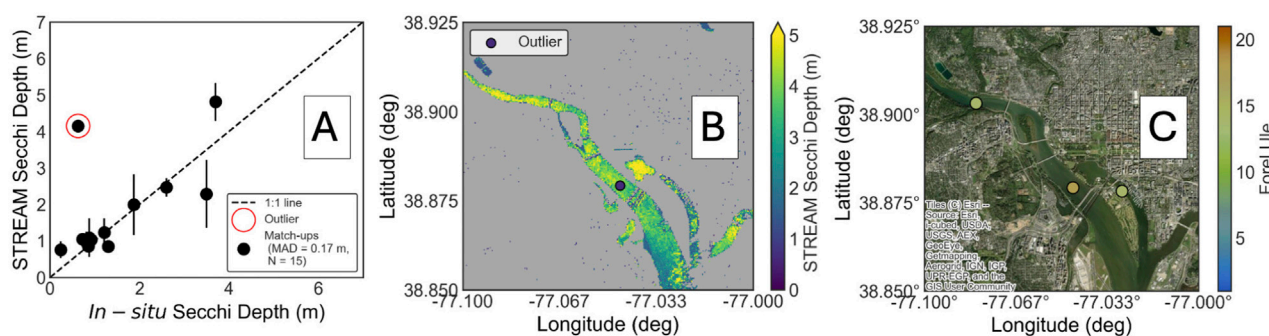 7
6
5
4
3
2
1
0
STREAM Secchi Depth (m)
A
1:1 line
Outlier
Match-ups
(MAD = 0.17 m,
N = 15)
0 2 4 6
In − situ Secchi Depth (m)
38.925
38.900
38.875
38.850
Latitude (deg)
Outlier
B
-77.100 -77.067 -77.033 -77.000
Longitude (deg)
5
4
3
2
1
0
STREAM Secchi Depth (m)
38.925°
38.900°
38.875°
38.850°
Latitude (deg)
C
Tiles (C) Esri --
Source: Esri,
i-cubed, USDA,
USGS, AEX,
GeoEye,
Getmapping,
Aerogrid, IGN, IGP,
UPR-EGP, and the
GIS User Community
-77.100° -77.067° -77.033° -77.000°
Longitude (deg)
20
15
10
5
Forel Ule